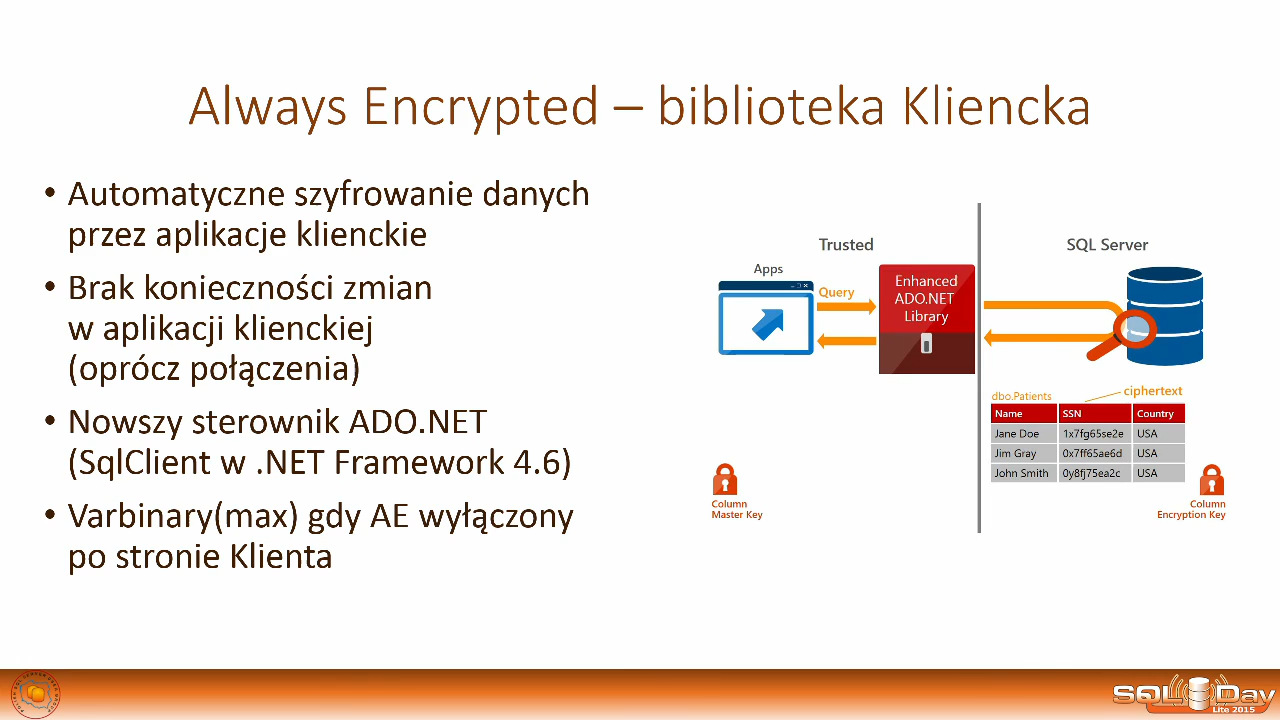 Always Encrypted – biblioteka Kliencka
• Automatyczne szyfrowanie danych
przez aplikacje klienckie
• Brak konieczności zmian
w aplikacji klienckiej
(oprócz połączenia)
• Nowszy sterownik ADO.NET
(SqlClient w .NET Framework 4.6)
• Varbinary(max) gdy AE wyłączony
po stronie Klienta
Trusted
SQL Server
Apps
Query
Enhanced
ADO.NET
Library
dbo.Patients
ciphertext
Name SSN Country
Jane Doe 1x7fg65se2e USA
Jim Gray 0x7ff65ae6d USA
John Smith 0y8fj75ea2c USA
Column
Master Key
Column
Encryption Key
SQL Day
Lite 2015